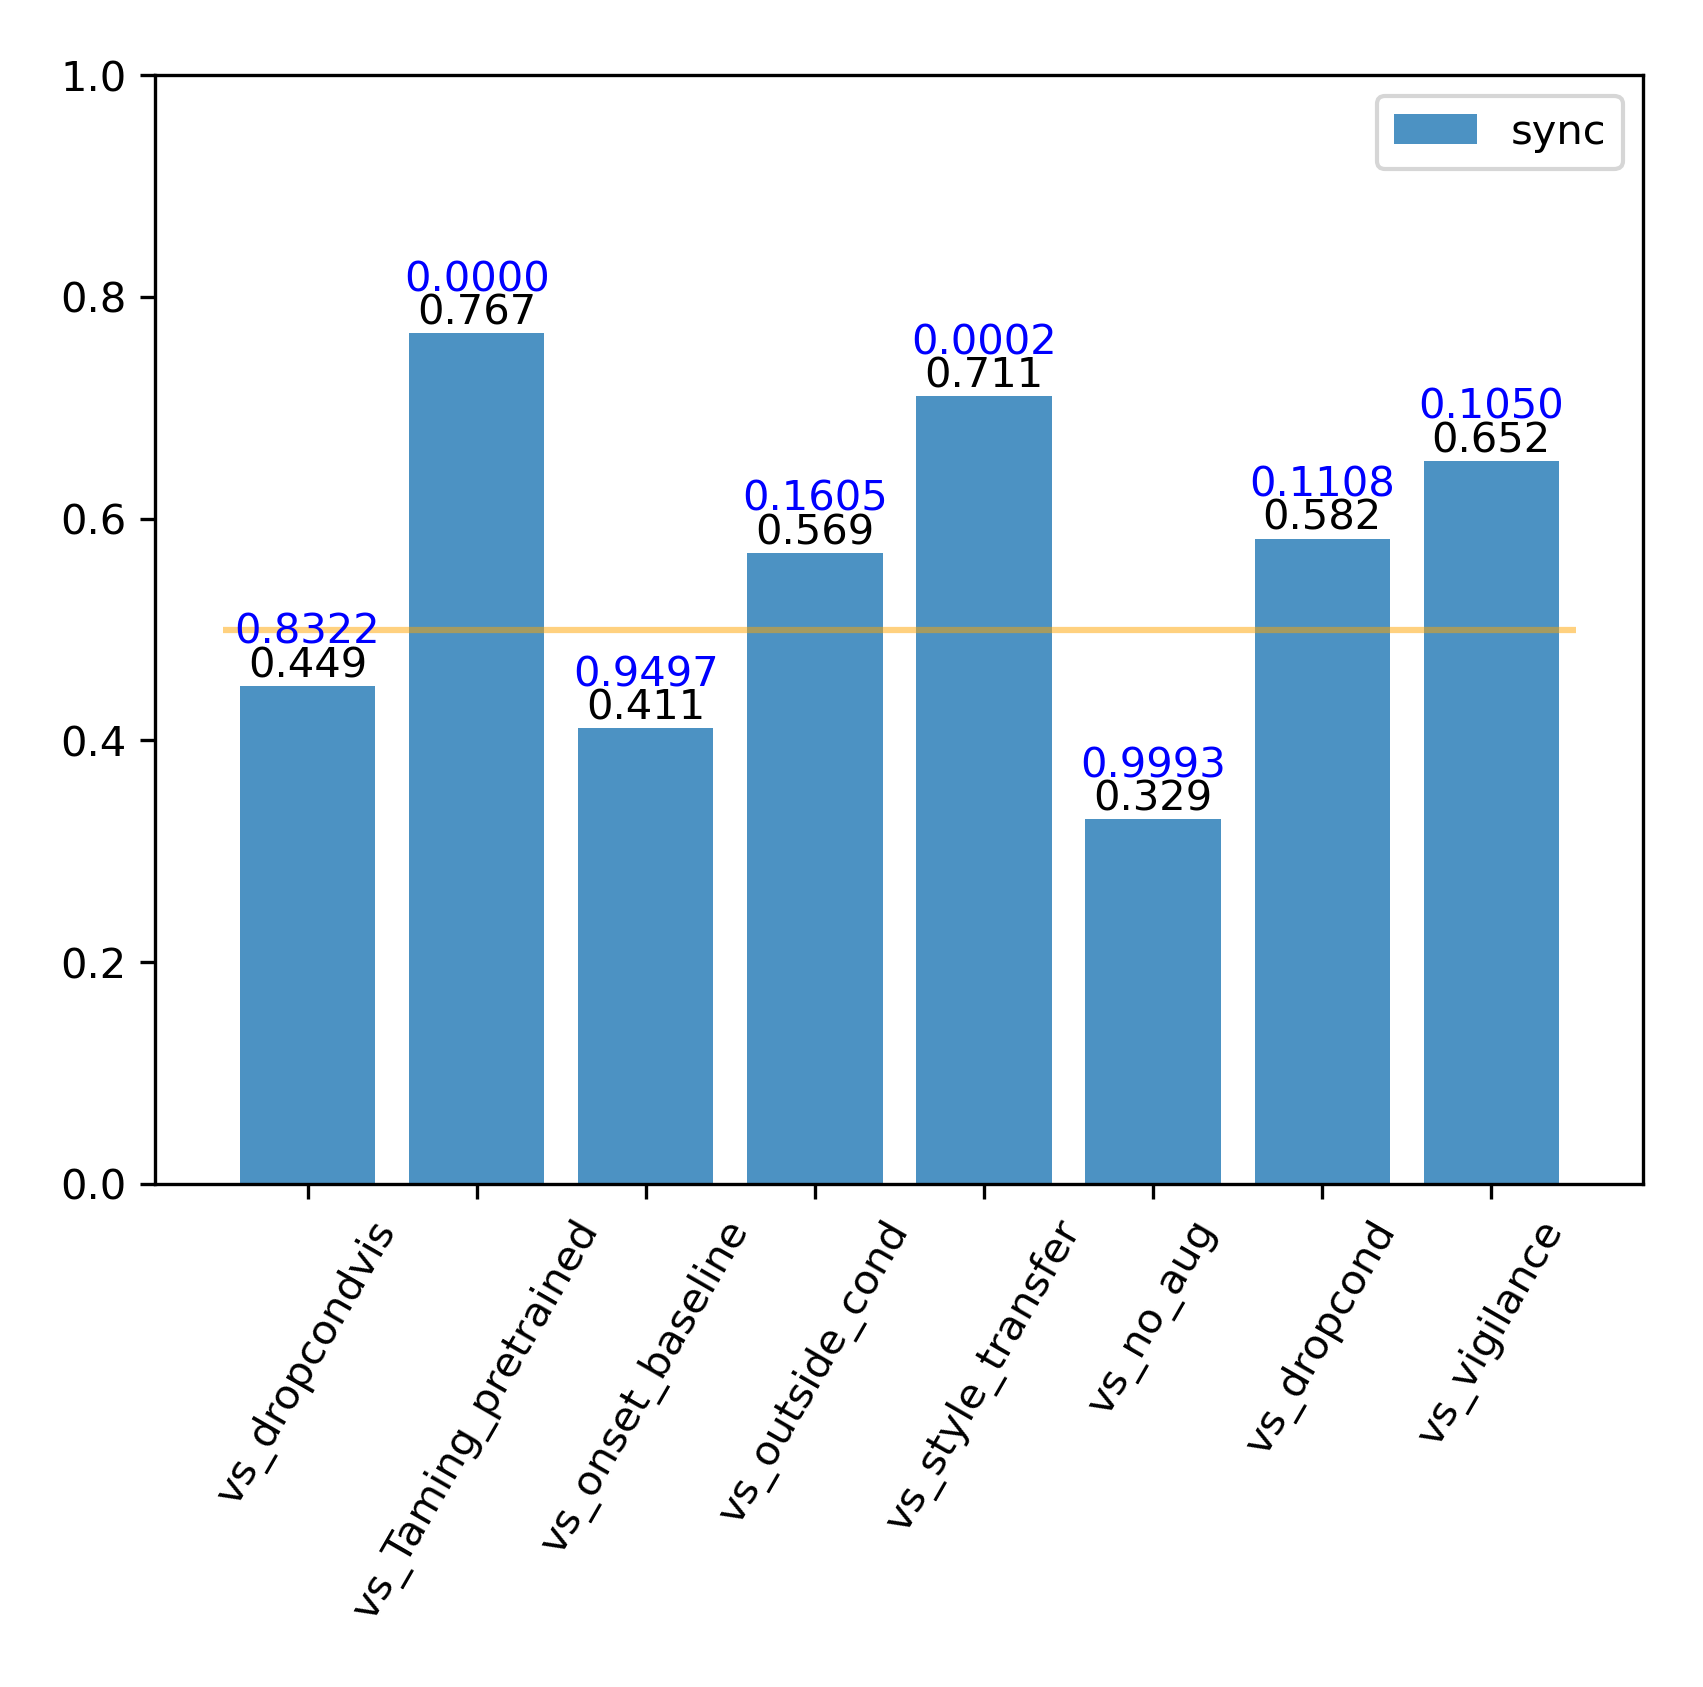 1.0
0.8
0.6
0.4
0.2
0.0
sync
0.8322
0.449
0.0000
0.767
0.9497
0.411
0.1605
0.569
0.0002
0.711
0.9993
0.329
0.1108
0.582
0.1050
0.652
vs_dropcondvis
vs_Taming_pretrained
vs_onset_baseline
vs_outside_cond
vs_style_transfer
vs_no_aug
vs_dropcond
vs_vigilance